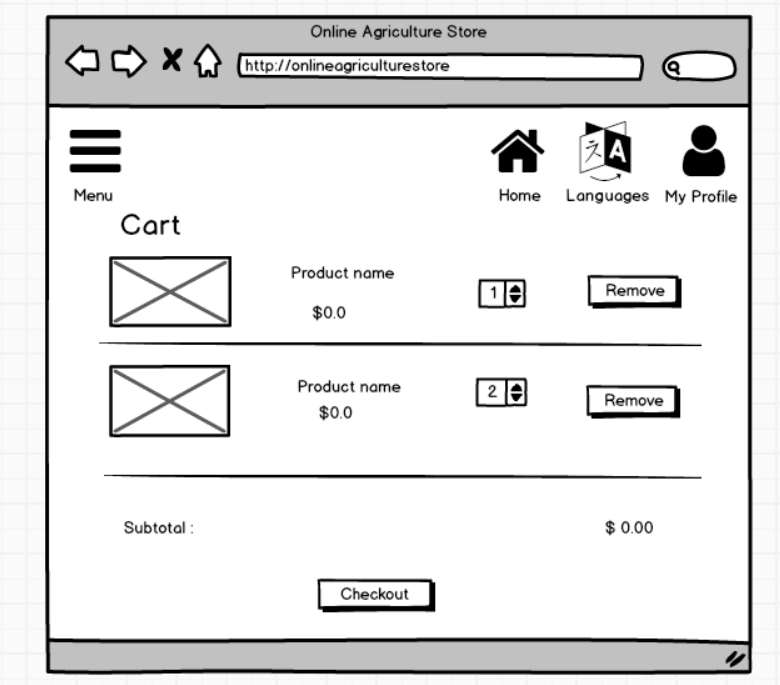 Online Agriculture Store
http://onlineagriculturestore
Menu
Home
Languages
My Profile
Cart
Product name
$0.0
1
Remove
Product name
$0.0
2
Remove
Subtotal :
$ 0.00
Checkout